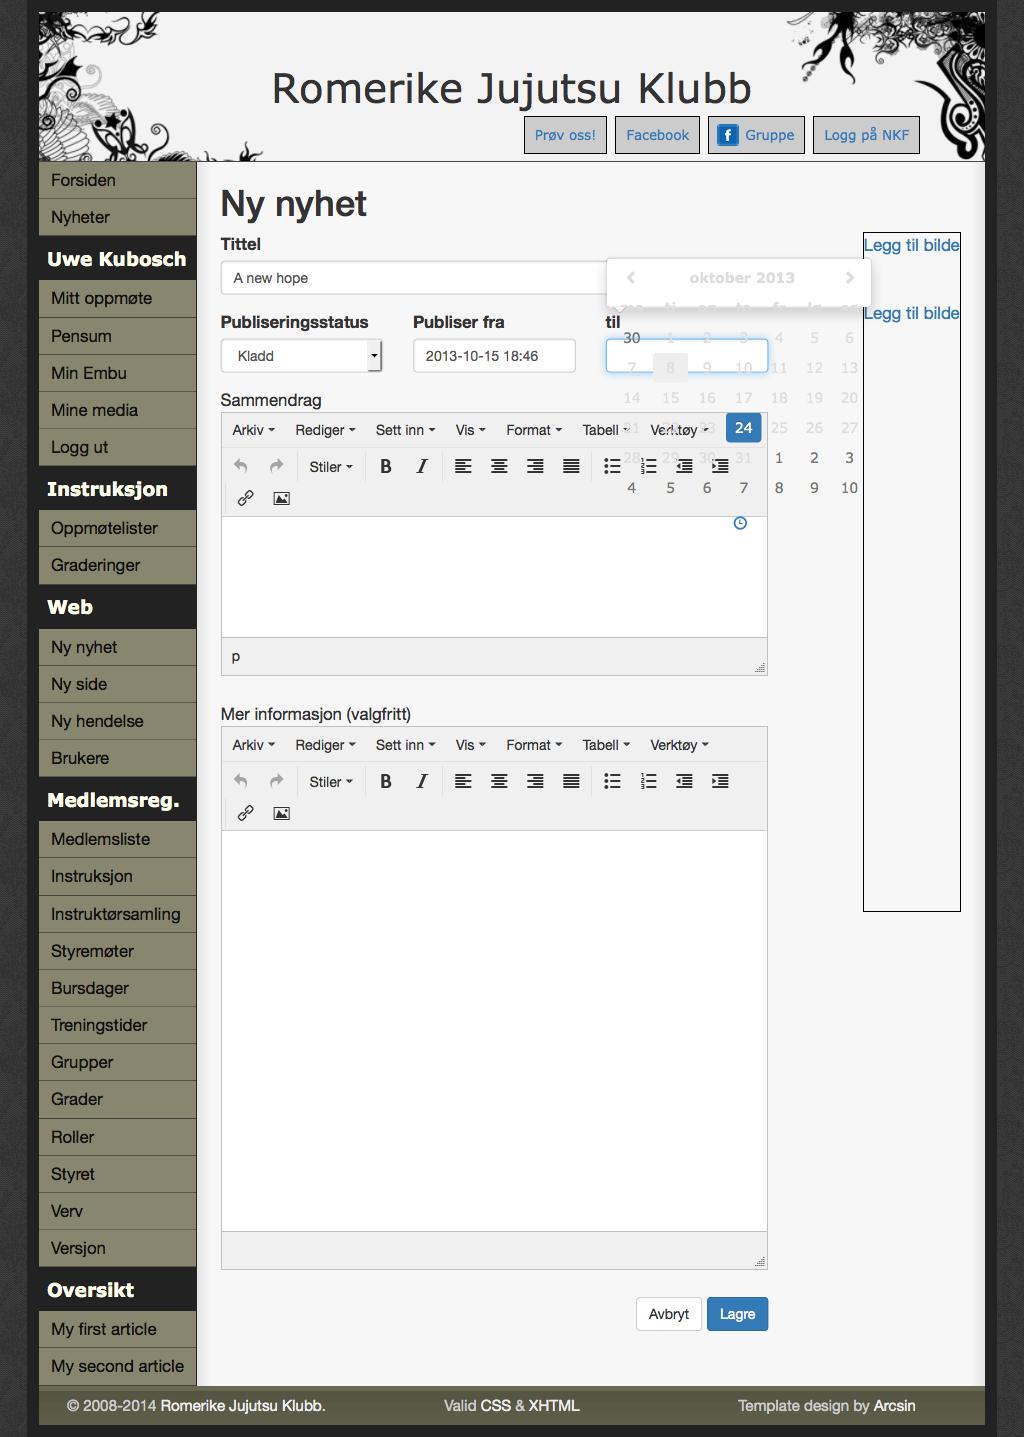 Romerike Jujutsu Klubb
Prøv oss!
Facebook
Gruppe
Logg på NKF
Forsiden
Nyheter
Uwe Kubosch
Mitt oppmøte
Pensum
Min Embu
Mine media
Logg ut
Instruksjon
Oppmøtelister
Graderinger
Web
Ny nyhet
Ny side
Ny hendelse
Brukere
Medlemsreg.
Medlemsliste
Instruksjon
Instruktørsamling
Styremøter
Bursdager
Treningstider
Grupper
Grader
Roller
Styret
Verv
Versjon
Oversikt
My first article
My second article
Ny nyhet
Tittel
A new hope
Publiseringsstatus
Publiser fra
til
Kladd
2013-10-15 18:46
oktober 2013
ma ti on to fr lø sø
30 1 2 3 4 5 6
7 8 9 10 11 12 13
14 15 16 17 18 19 20
21 22 23 24 25 26 27
28 29 30 31 1 2 3
4 5 6 7 8 9 10
Sammendrag
Arkiv Rediger Sett inn Vis Format Tabell Verktøy
Stiler B I
p
Mer informasjon (valgfritt)
Arkiv Rediger Sett inn Vis Format Tabell Verktøy
Stiler B I
Avbryt Lagre
Legg til bilde
Legg til bilde
© 2008-2014 Romerike Jujutsu Klubb.
Valid CSS & XHTML
Template design by Arcsin